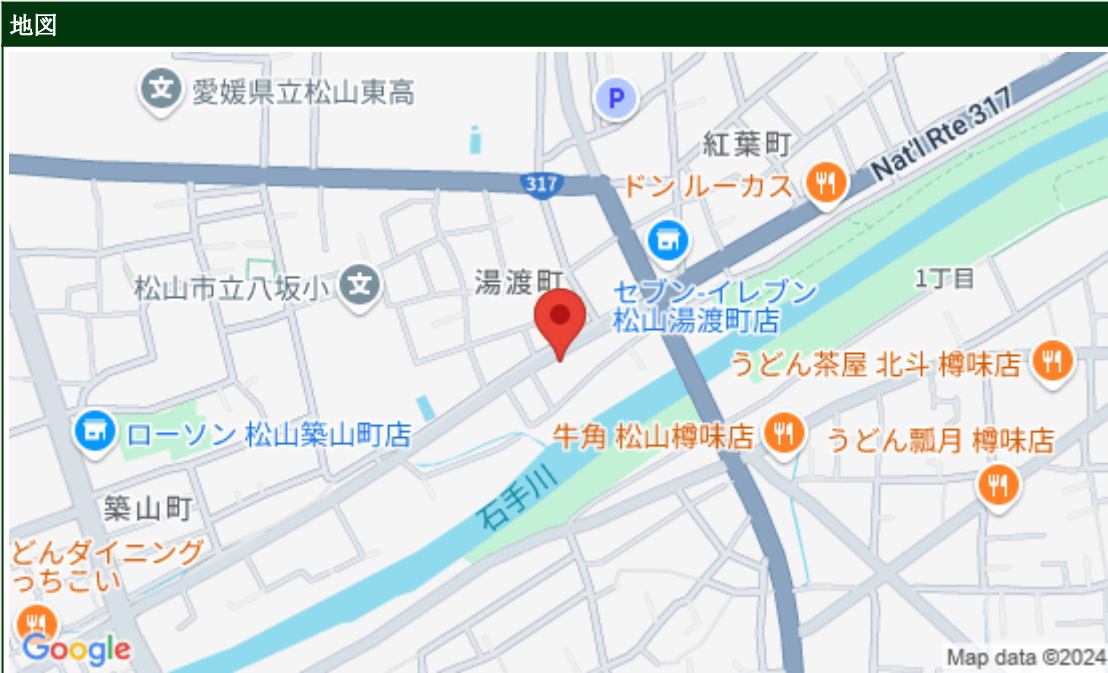 地図
愛媛県立松山東高
P
紅葉町
Nat'l Rte 317
317
ドン ルーカス
松山市立八坂小
湯渡町
セブン-イレブン
松山湯渡町店
1丁目
うどん茶屋 北斗 樽味店
ローソン 松山築山町店
牛角 松山樽味店
うどん瓢月 樽味店
石手川
築山町
どんダイニング
っちこい
Google
Map data ©2024